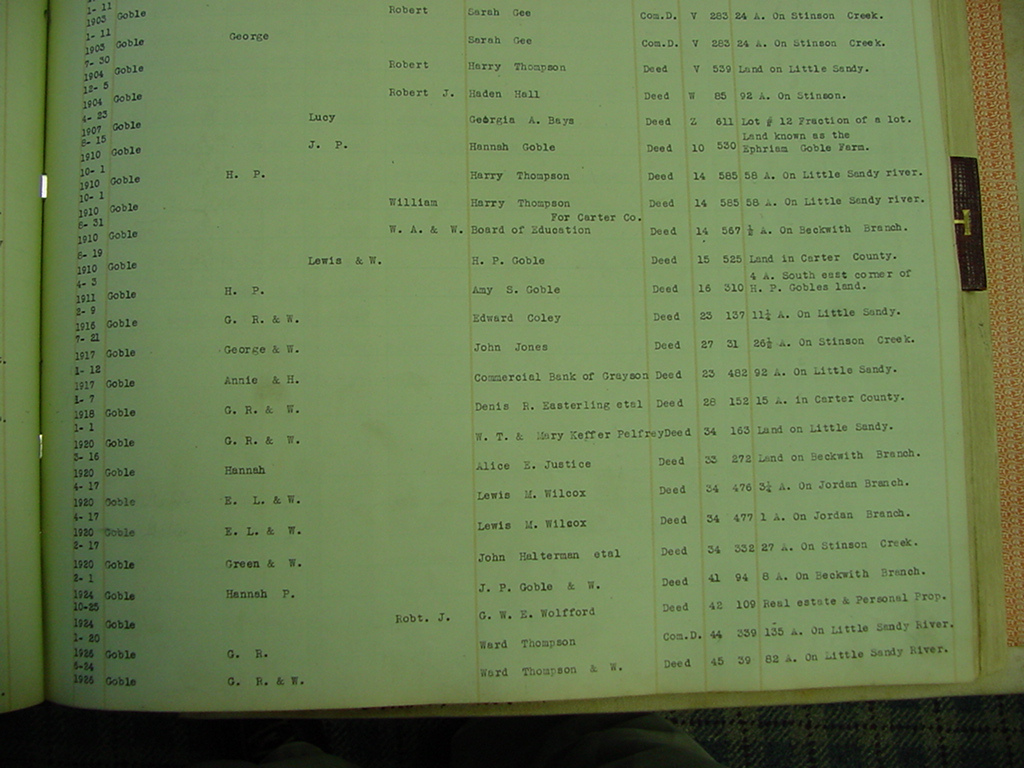 1- 11
1903 Goble Robert Sarah Gee Com.D. V 283 24 A. On Stinson Creek.
1- 11
1903 Goble George Sarah Gee Com.D. V 283 24 A. On Stinson Creek.
7- 30
1904 Goble Robert Harry Thompson Deed V 539 Land on Little Sandy.
12- 5
1904 Goble Robert J. Haden Hall Deed W 85 92 A. On Stinson.
4- 23
1907 Goble Lucy Georgia A. Bays Deed Z 611 Lot # 12 Fraction of a lot.
8- 15 Land known as the
1910 Goble J. P. Hannah Goble Deed 10 530 Ephriam Goble Farm.
10- 1
1910 Goble H. P. Harry Thompson Deed 14 585 58 A. On Little Sandy river.
10- 1
1910 Goble William Harry Thompson Deed 14 585 58 A. On Little Sandy river.
8- 31 For Carter Co.
1910 Goble W. A. & W. Board of Education Deed 14 567 ½ A. On Beckwith Branch.
8- 19
1910 Goble Lewis & W. H. P. Goble Deed 15 525 Land in Carter County.
4- 3 4 A. South east corner of
1911 Goble H. P. Amy S. Goble Deed 16 310 H. P. Gobles land.
2- 9
1916 Goble G. R. & W. Edward Coley Deed 23 137 11¼ A. On Little Sandy.
7- 21
1917 Goble George & W. John Jones Deed 27 31 26½ A. On Stinson Creek.
1- 12
1917 Goble Annie & H. Commercial Bank of Grayson Deed 23 482 92 A. On Little Sandy.
1- 7
1918 Goble G. R. & W. Denis R. Easterling etal Deed 28 152 15 A. in Carter County.
1- 1
1920 Goble G. R. & W. W. T. & Mary Keffer Pelfrey Deed 34 163 Land on Little Sandy.
3- 16
1920 Goble Hannah Alice E. Justice Deed 33 272 Land on Beckwith Branch.
4- 17
1920 Goble E. L. & W. Lewis M. Wilcox Deed 34 476 3¼ A. On Jordan Branch.
4- 17
1920 Goble E. L. & W. Lewis M. Wilcox Deed 34 477 1 A. On Jordan Branch.
2- 17
1920 Goble Green & W. John Halterman etal Deed 34 332 27 A. On Stinson Creek.
2- 1
1924 Goble Hannah P. J. P. Goble & W. Deed 41 94 8 A. On Beckwith Branch.
10-25
1924 Goble Robt. J. G. W. E. Wolfford Deed 42 109 Real estate & Personal Prop.
1- 20
1926 Goble G. R. Ward Thompson Com.D. 44 339 135 A. On Little Sandy River.
5-24
1926 Goble G. R. & W. Ward Thompson & W. Deed 45 39 82 A. On Little Sandy River.